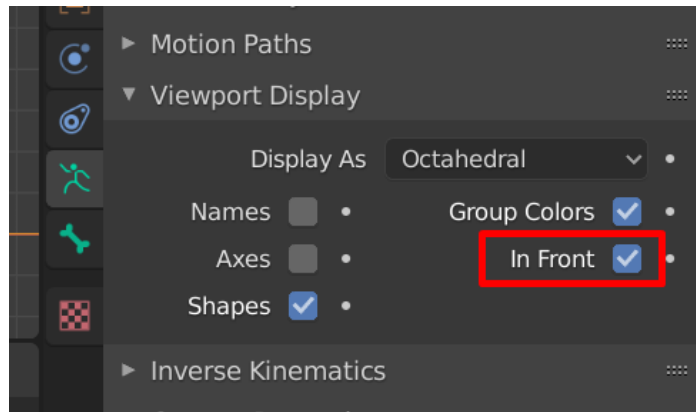 Motion Paths
Viewport Display
Display As Octahedral
Names Group Colors
Axes In Front
Shapes
Inverse Kinematics